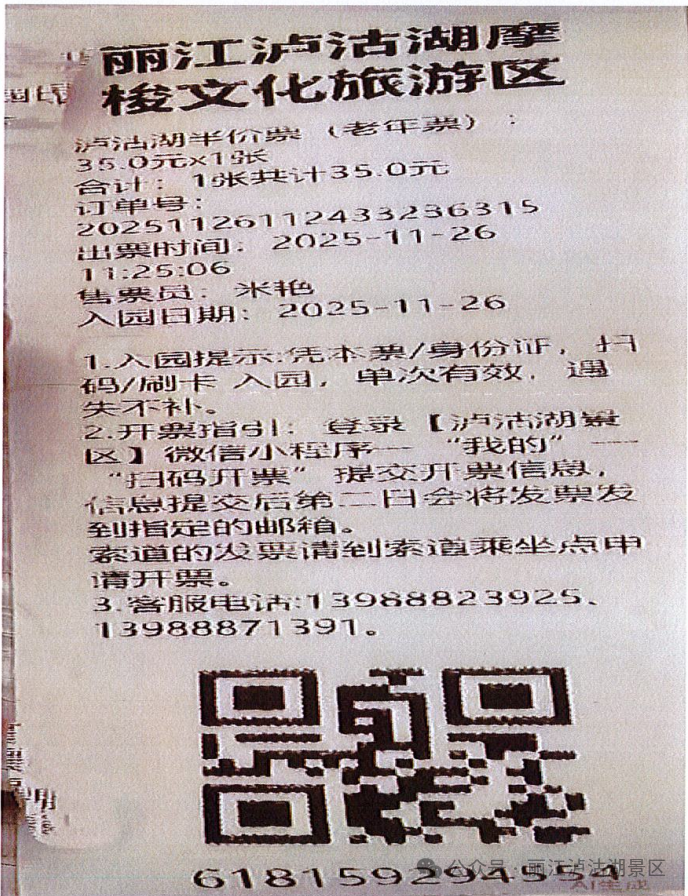 丽江泸沽湖摩
梭文化旅游区
泸沽湖半价票（老年票）：
35.0元x1张
合计：1张共计35.0元
订单号：
202511261124332363​15
出票时间：2025-11-26
11:25:06
售票员：米艳
入园日期：2025-11-26
1.入园提示:凭本票/身份证，扫
码/刷卡 入园，单次有效，遗
失不补。
2.开票指引：登录【泸沽湖景
区】微信小程序一 “我的” 一
“扫码开票”提交开票信息，
信息提交后第二日会将发票发
到指定的邮箱。
索道的发票请到索道乘坐点申
请开票。
3.客服电话:13988823925、
13988871391。
618159294554
公众号 · 丽江泸沽湖景区